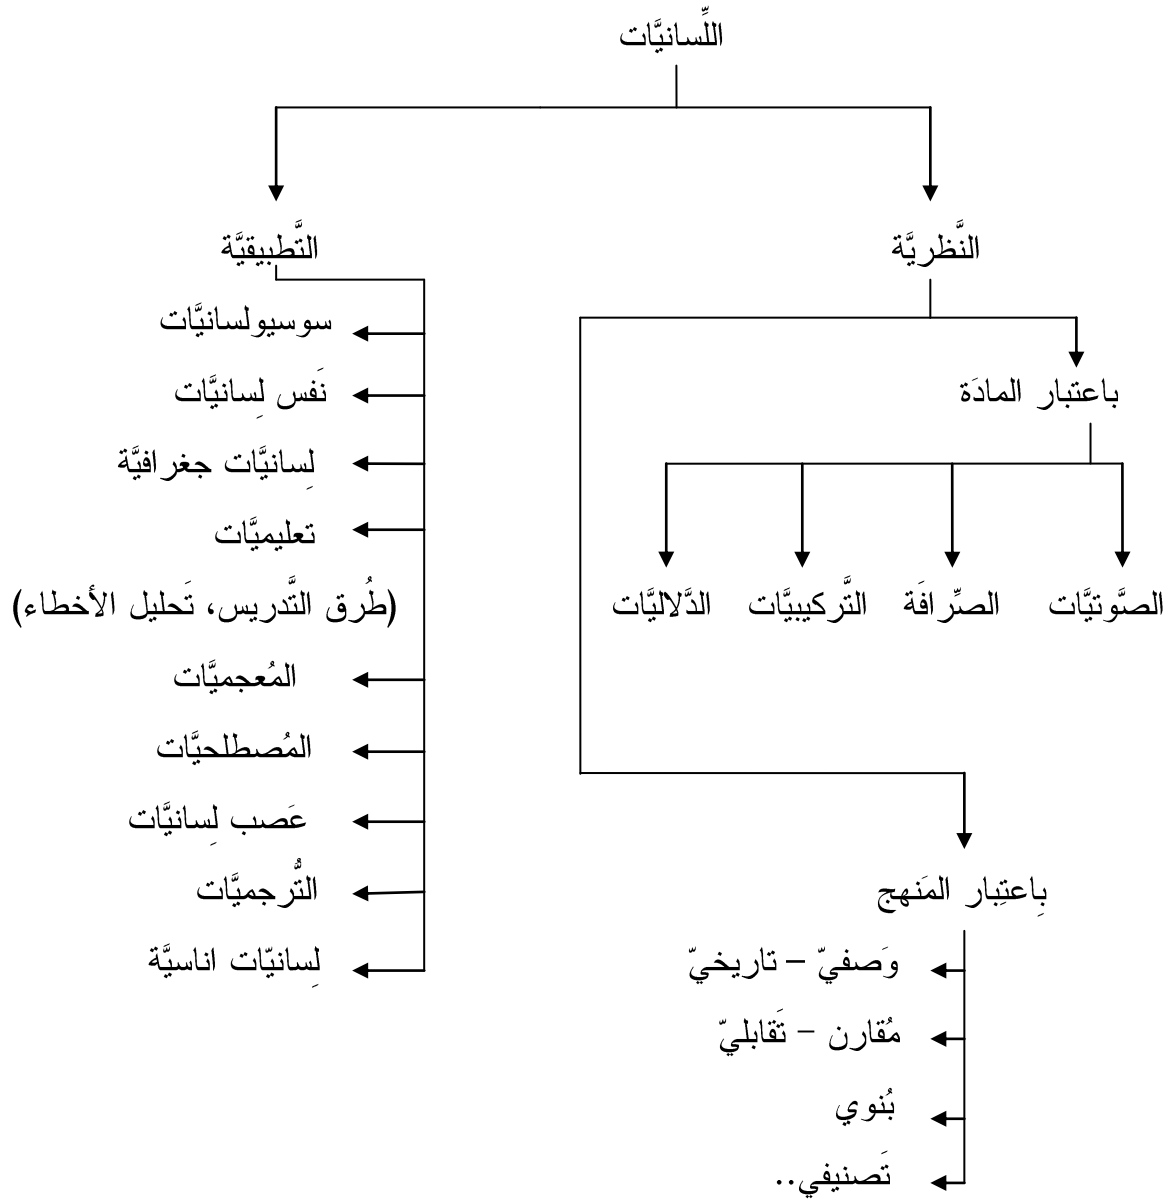 اللِّسانيَّات
النَّظريَّة
التَّطبيقيَّة
باعتبار المادَة
الصَّوتيَّات
الصِّرافَة
التَّركيبيَّات
الدَّلاليَّات
بِاعتِبار المَنهج
وَصفيّ – تاريخيّ
مُقارن – تَقابليّ
بُنوي
تَصنيفي..
سوسيولسانيَّات
نَفس لِسانيَّات
لِسانيَّات جغرافيَّة
تعليميَّات
(طُرق التَّدريس، تَحليل الأخطاء)
المُعجميَّات
المُصطلحيَّات
عَصب لِسانيَّات
التُّرجميَّات
لِسانيّات اناسيَّة